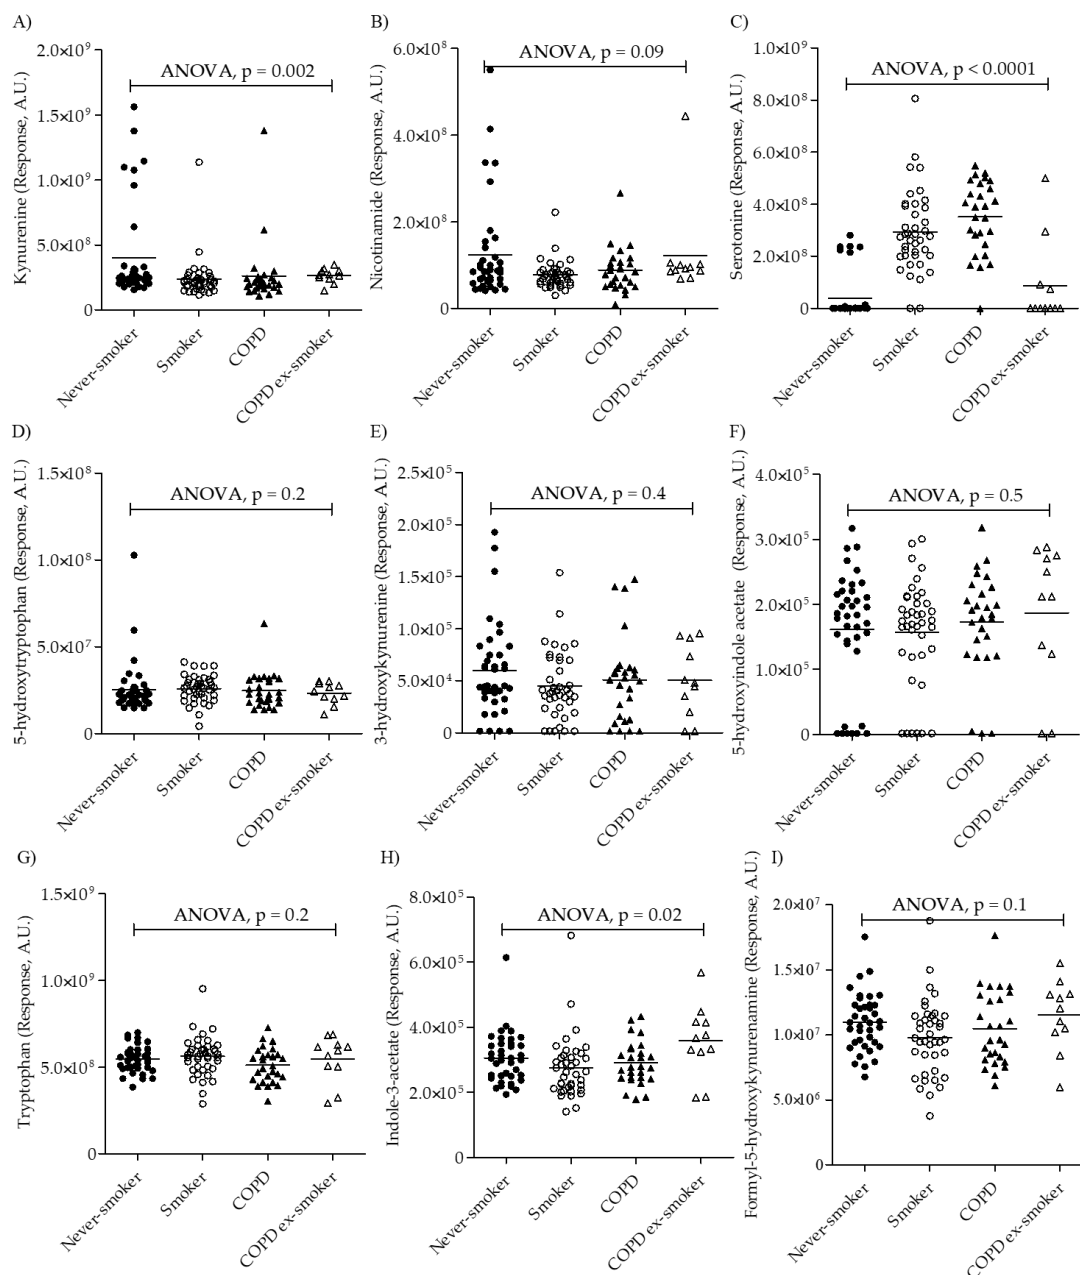 A)
Kynurenine (Response, A.U.)
2.0×10⁹
1.5×10⁹
1.0×10⁹
5.0×10⁸
0
ANOVA, p = 0.002
Never-smoker
Smoker
COPD
COPD ex-smoker
B)
Nicotinamide (Response, A.U.)
6.0×10⁸
4.0×10⁸
2.0×10⁸
0
ANOVA, p = 0.09
Never-smoker
Smoker
COPD
COPD ex-smoker
C)
Serotonine (Response, A.U.)
1.0×10⁹
8.0×10⁸
6.0×10⁸
4.0×10⁸
2.0×10⁸
0
ANOVA, p < 0.0001
Never-smoker
Smoker
COPD
COPD ex-smoker
D)
5-hydroxytryptophan (Response, A.U.)
1.5×10⁸
1.0×10⁸
5.0×10⁷
0
ANOVA, p = 0.2
Never-smoker
Smoker
COPD
COPD ex-smoker
E)
3-hydroxykynurenine (Response, A.U.)
2.5×10⁵
2.0×10⁵
1.5×10⁵
1.0×10⁵
5.0×10⁴
0
ANOVA, p = 0.4
Never-smoker
Smoker
COPD
COPD ex-smoker
F)
5-hydroxyindole acetate (Response, A.U.)
4.0×10⁵
3.0×10⁵
2.0×10⁵
1.0×10⁵
0
ANOVA, p = 0.5
Never-smoker
Smoker
COPD
COPD ex-smoker
G)
Tryptophan (Response, A.U.)
1.5×10⁹
1.0×10⁹
5.0×10⁸
0
ANOVA, p = 0.2
Never-smoker
Smoker
COPD
COPD ex-smoker
H)
Indole-3-acetate (Response, A.U.)
8.0×10⁵
6.0×10⁵
4.0×10⁵
2.0×10⁵
0
ANOVA, p = 0.02
Never-smoker
Smoker
COPD
COPD ex-smoker
I)
Formyl-5-hydroxykynurenamine (Response, A.U.)
2.0×10⁷
1.5×10⁷
1.0×10⁷
5.0×10⁶
0
ANOVA, p = 0.1
Never-smoker
Smoker
COPD
COPD ex-smoker